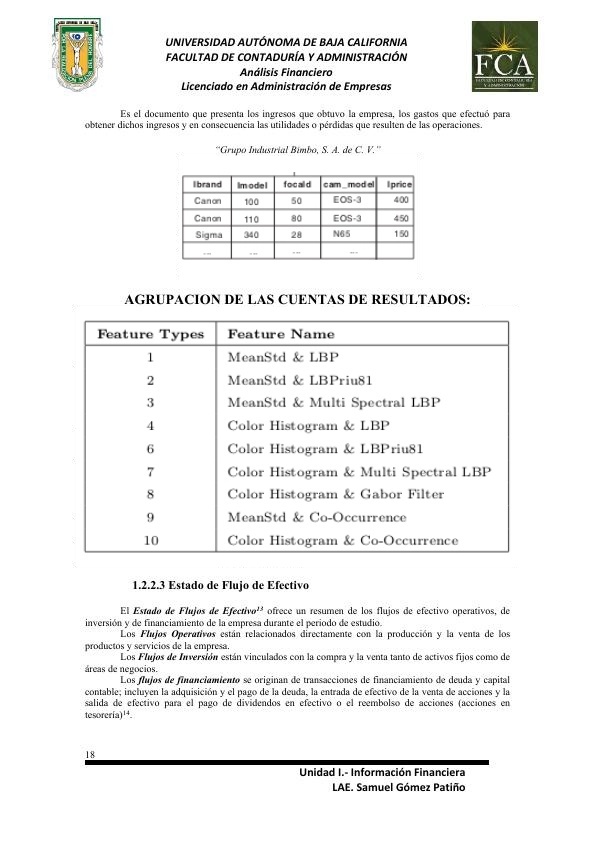 UNIVERSIDAD AUTÓNOMA DE BAJA CALIFORNIA
FACULTAD DE CONTADURÍA Y ADMINISTRACIÓN
Análisis Financiero
Licenciado en Administración de Empresas
FCA
FACULTAD DE CONTADURÍA
Y ADMINISTRACIÓN
Es el documento que presenta los ingresos que obtuvo la empresa, los gastos que efectuó para
obtener dichos ingresos y en consecuencia las utilidades o pérdidas que resulten de las operaciones.
“Grupo Industrial Bimbo, S. A. de C. V.”
lbrand lmodel focald cam_model lprice
Canon 100 50 EOS-3 400
Canon 110 80 EOS-3 450
Sigma 340 28 N65 150
... ... ... ...
AGRUPACION DE LAS CUENTAS DE RESULTADOS:
Feature Types Feature Name
1 MeanStd & LBP
2 MeanStd & LBPriu81
3 MeanStd & Multi Spectral LBP
4 Color Histogram & LBP
6 Color Histogram & LBPriu81
7 Color Histogram & Multi Spectral LBP
8 Color Histogram & Gabor Filter
9 MeanStd & Co-Occurrence
10 Color Histogram & Co-Occurrence
1.2.2.3 Estado de Flujo de Efectivo
El Estado de Flujos de Efectivo13 ofrece un resumen de los flujos de efectivo operativos, de
inversión y de financiamiento de la empresa durante el periodo de estudio.
Los Flujos Operativos están relacionados directamente con la producción y la venta de los
productos y servicios de la empresa.
Los Flujos de Inversión están vinculados con la compra y la venta tanto de activos fijos como de
áreas de negocios.
Los flujos de financiamiento se originan de transacciones de financiamiento de deuda y capital
contable; incluyen la adquisición y el pago de la deuda, la entrada de efectivo de la venta de acciones y la
salida de efectivo para el pago de dividendos en efectivo o el reembolso de acciones (acciones en
tesorería)14.
18
Unidad I.- Información Financiera
LAE. Samuel Gómez Patiño